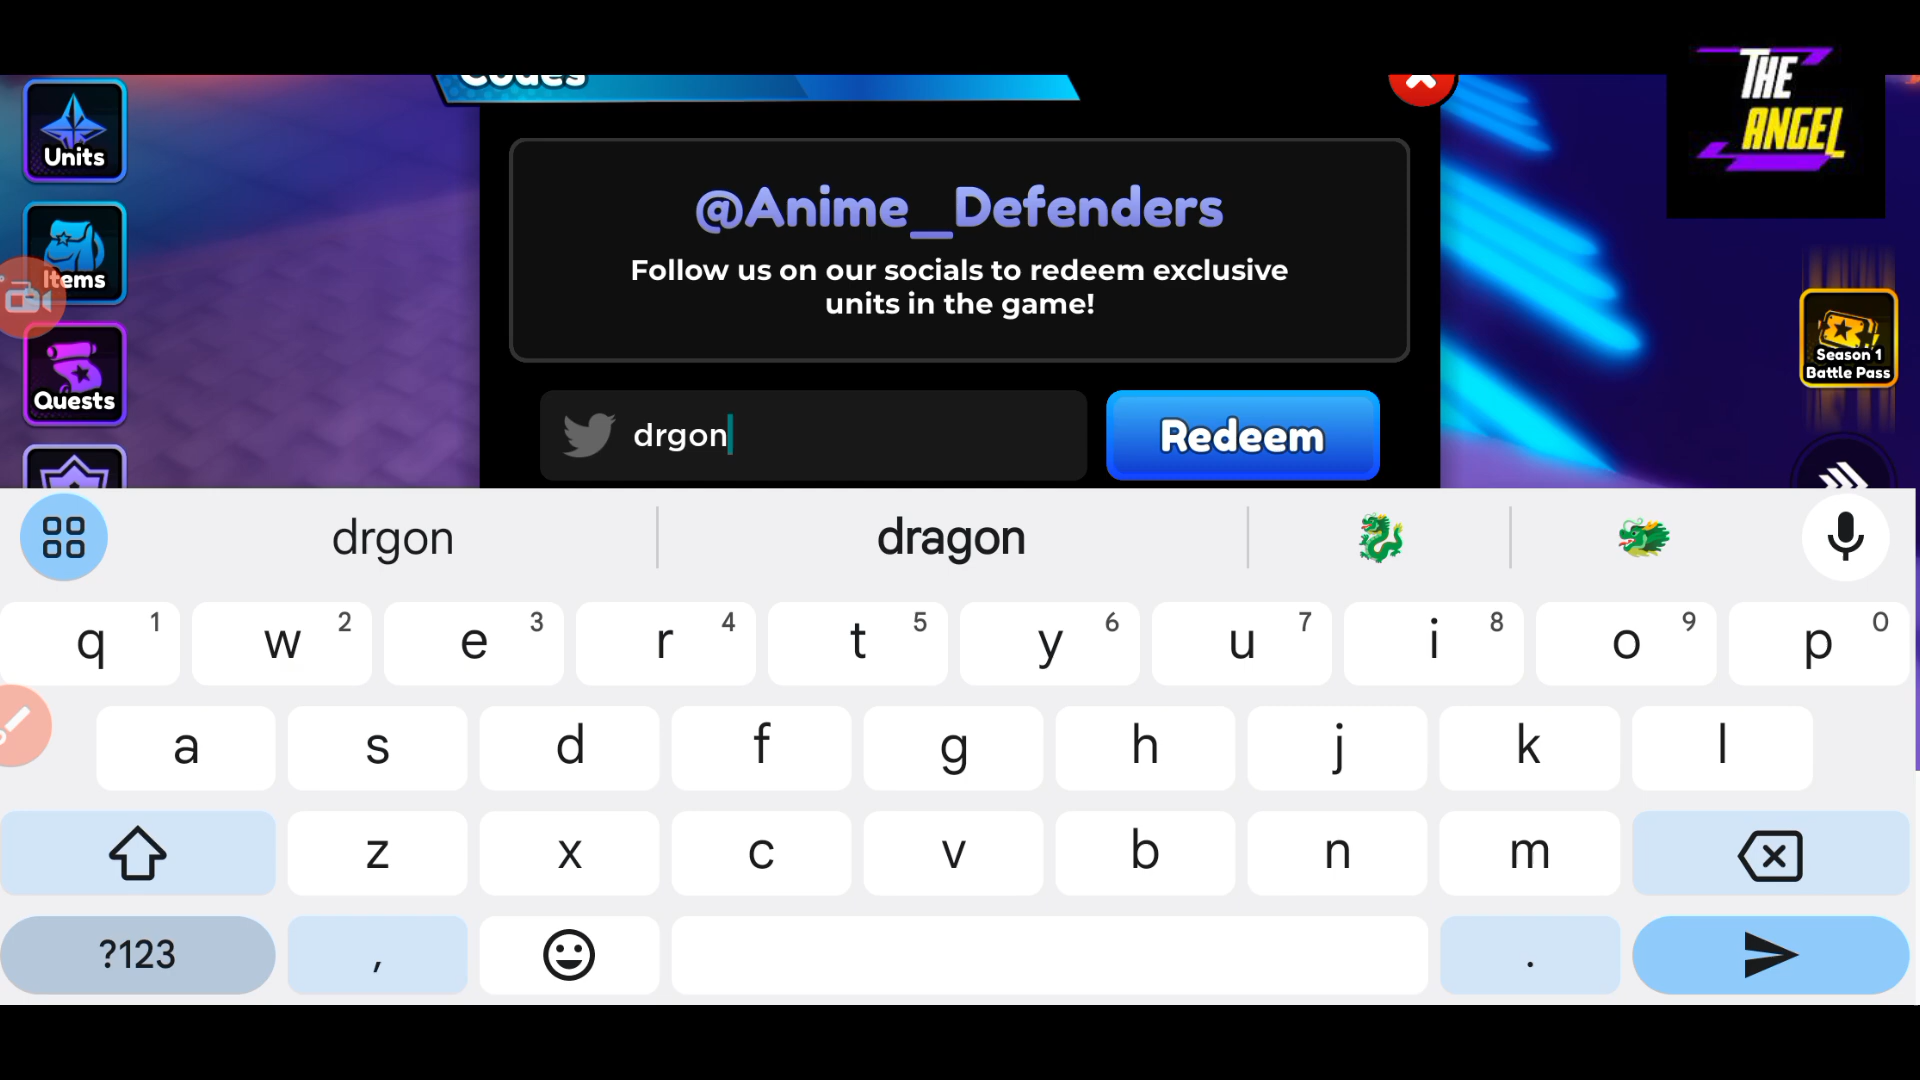 Codes
THE
ANGEL
Units
@Anime_Defenders
Items
Follow us on our socials to redeem exclusive
units in the game!
Season 1
Battle Pass
Quests
drgon
Redeem
drgon dragon
q 1 w 2 e 3 r 4 t 5 y 6 u 7 i 8 o 9 p 0
a s d f g h j k l
z x c v b n m
?123 , .